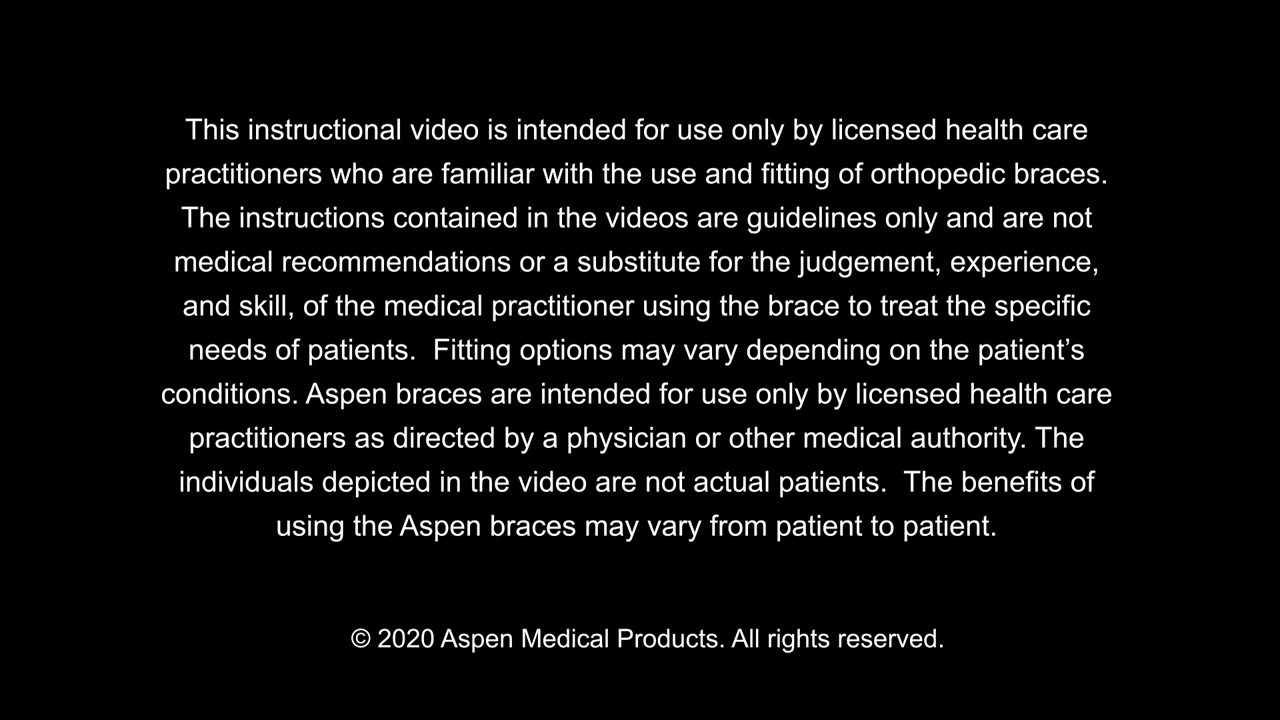 This instructional video is intended for use only by licensed health care
practitioners who are familiar with the use and fitting of orthopedic braces.
The instructions contained in the videos are guidelines only and are not
medical recommendations or a substitute for the judgement, experience,
and skill, of the medical practitioner using the brace to treat the specific
needs of patients.  Fitting options may vary depending on the patient’s
conditions. Aspen braces are intended for use only by licensed health care
practitioners as directed by a physician or other medical authority. The
individuals depicted in the video are not actual patients.  The benefits of
using the Aspen braces may vary from patient to patient.
© 2020 Aspen Medical Products. All rights reserved.